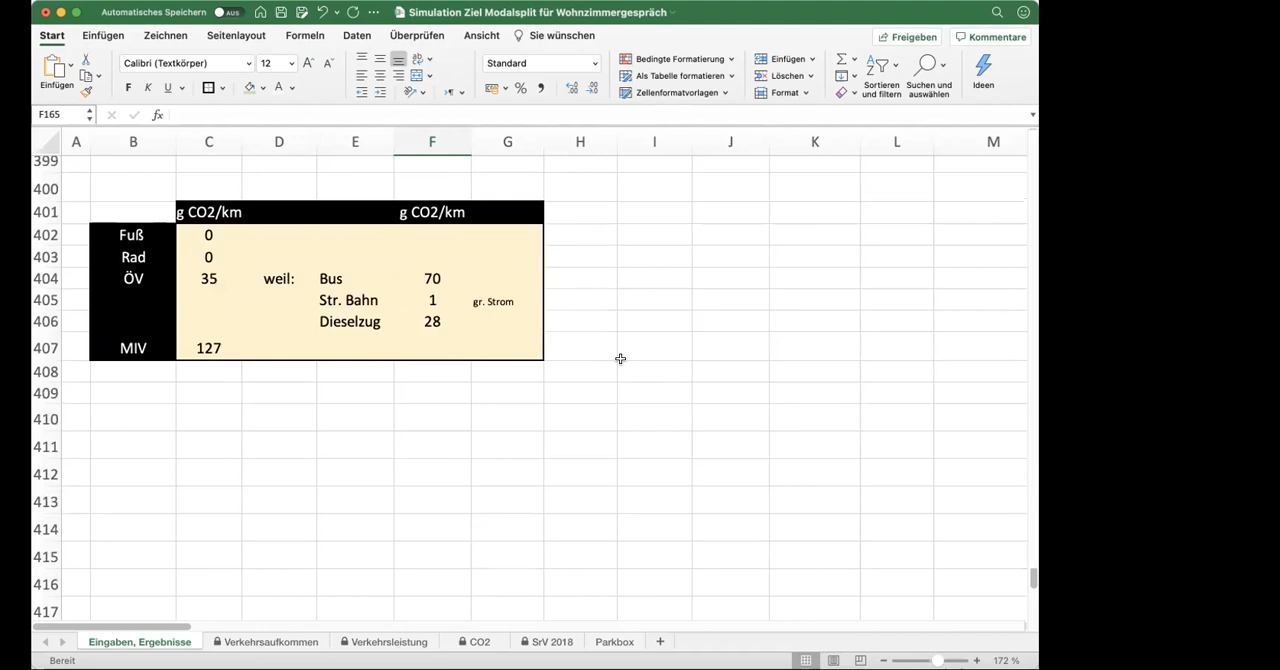 Automatisches Speichern AUS Simulation Ziel Modalsplit für Wohnzimmergespräch
Start Einfügen Zeichnen Seitenlayout Formeln Daten Überprüfen Ansicht Sie wünschen Freigeben Kommentare
Einfügen Calibri (Textkörper) 12 A A ab Standard Bedingte Formatierung Einfügen Sortieren und filtern Suchen und auswählen Ideen
F K U A % Als Tabelle formatieren Löschen
Zellenformatvorlagen Format
F165 fx
A B C D E F G H I J K L M
399
400
401 g CO2/km g CO2/km
402 Fuß 0
403 Rad 0
404 ÖV 35 weil: Bus 70
405 Str. Bahn 1 gr. Strom
406 Dieselzug 28
407 MIV 127
408
409
410
411
412
413
414
415
416
417
Eingaben, Ergebnisse Verkehrsaufkommen Verkehrsleistung CO2 SrV 2018 Parkbox +
Bereit 172 %